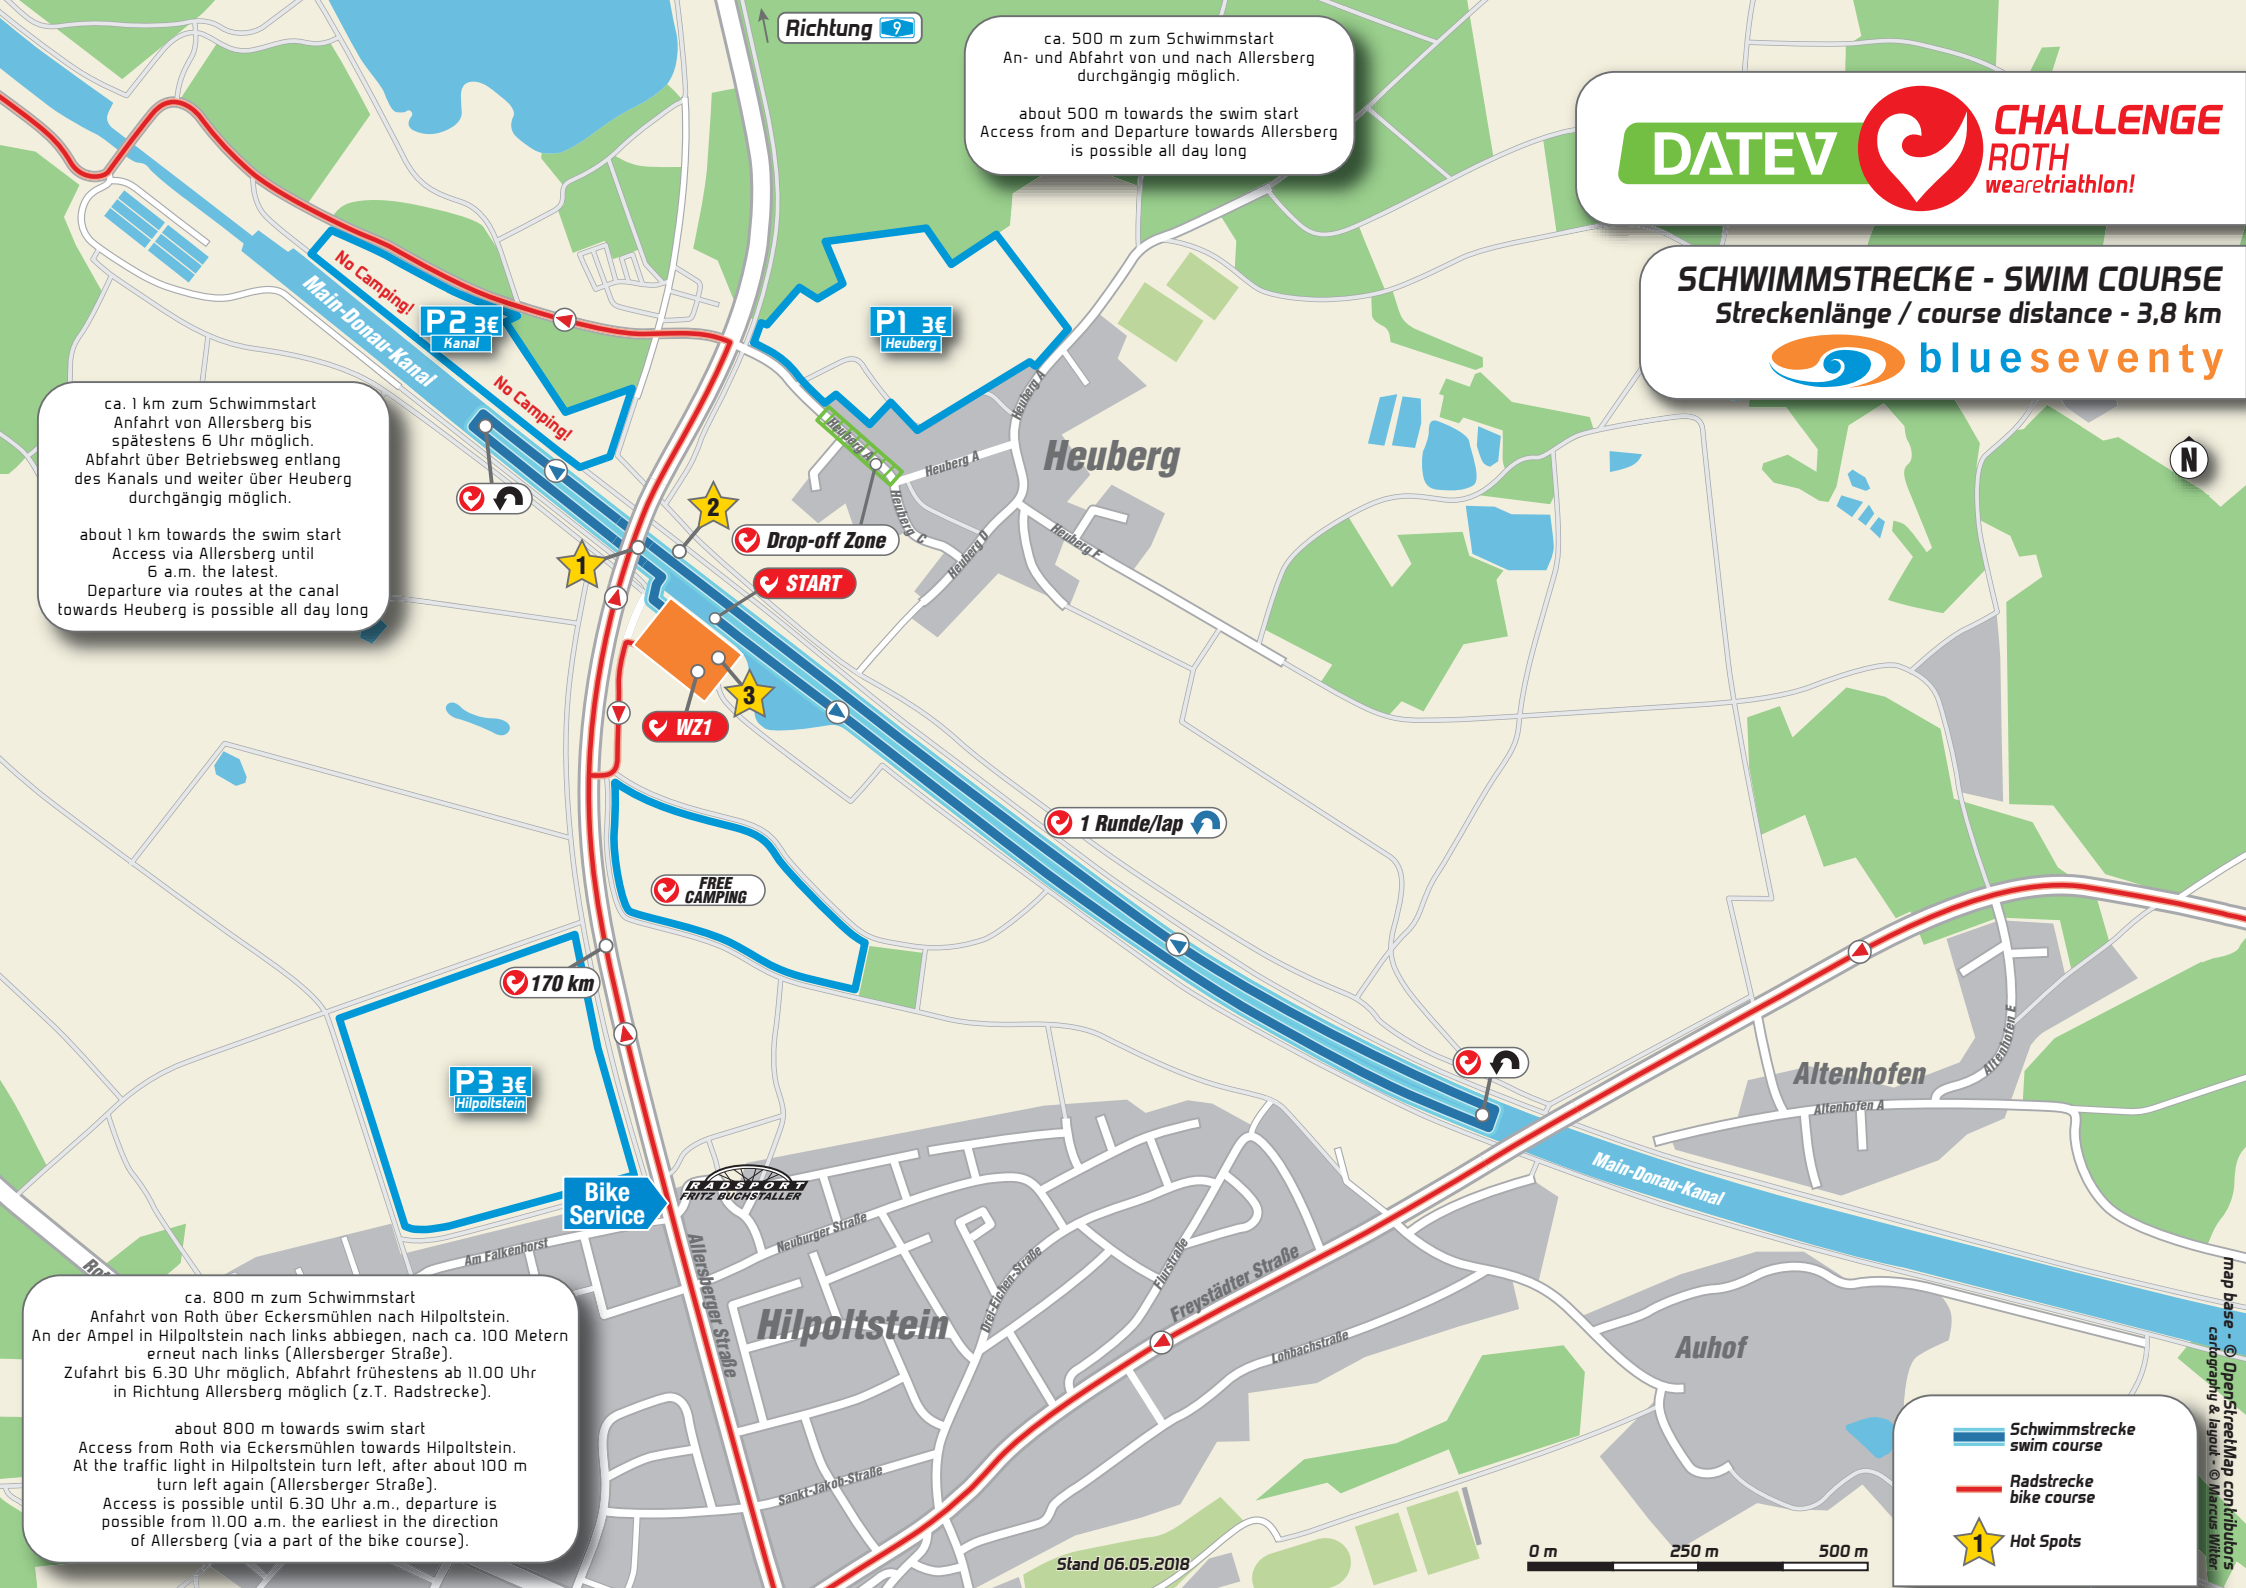 Richtung 9
ca. 500 m zum Schwimmstart
An- und Abfahrt von und nach Allersberg
durchgängig möglich.
about 500 m towards the swim start
Access from and Departure towards Allersberg
is possible all day long
DATEV
CHALLENGE
ROTH
wearetriathlon!
SCHWIMMSTRECKE - SWIM COURSE
Streckenlänge / course distance - 3,8 km
blueseventy
N
No Camping!
P2 3€
Kanal
Main-Donau-Kanal
No Camping!
P1 3€
Heuberg
ca. 1 km zum Schwimmstart
Anfahrt von Allersberg bis
spätestens 6 Uhr möglich.
Abfahrt über Betriebsweg entlang
des Kanals und weiter über Heuberg
durchgängig möglich.
about 1 km towards the swim start
Access via Allersberg until
6 a.m. the latest.
Departure via routes at the canal
towards Heuberg is possible all day long
Heuberg A
Heuberg A
Heuberg A
Heuberg
Heuberg C
Heuberg D
Heuberg F
2
Drop-off Zone
1
START
3
WZ1
1 Runde/lap
FREE
CAMPING
170 km
P3 3€
Hilpoltstein
Bike
Service
RADSPORT
FRITZ BUCHSTALLER
Altenhofen
Altenhofen E
Altenhofen A
Main-Donau-Kanal
Am Falkenhorst
Neuburger Straße
Allersberger Straße
Hilpoltstein
Drei-Eichen-Straße
Flurstraße
Freystädter Straße
Lohbachstraße
Sankt-Jakob-Straße
Auhof
ca. 800 m zum Schwimmstart
Anfahrt von Roth über Eckersmühlen nach Hilpoltstein.
An der Ampel in Hilpoltstein nach links abbiegen, nach ca. 100 Metern
erneut nach links (Allersberger Straße).
Zufahrt bis 6.30 Uhr möglich, Abfahrt frühestens ab 11.00 Uhr
in Richtung Allersberg möglich (z.T. Radstrecke).
about 800 m towards swim start
Access from Roth via Eckersmühlen towards Hilpoltstein.
At the traffic light in Hilpoltstein turn left, after about 100 m
turn left again (Allersberger Straße).
Access is possible until 6.30 Uhr a.m., departure is
possible from 11.00 a.m. the earliest in the direction
of Allersberg (via a part of the bike course).
Stand 06.05.2018
0 m 250 m 500 m
Schwimmstrecke
swim course
Radstrecke
bike course
1 Hot Spots
map base - © OpenStreetMap contributors
cartography & layout - © Marcus Witter